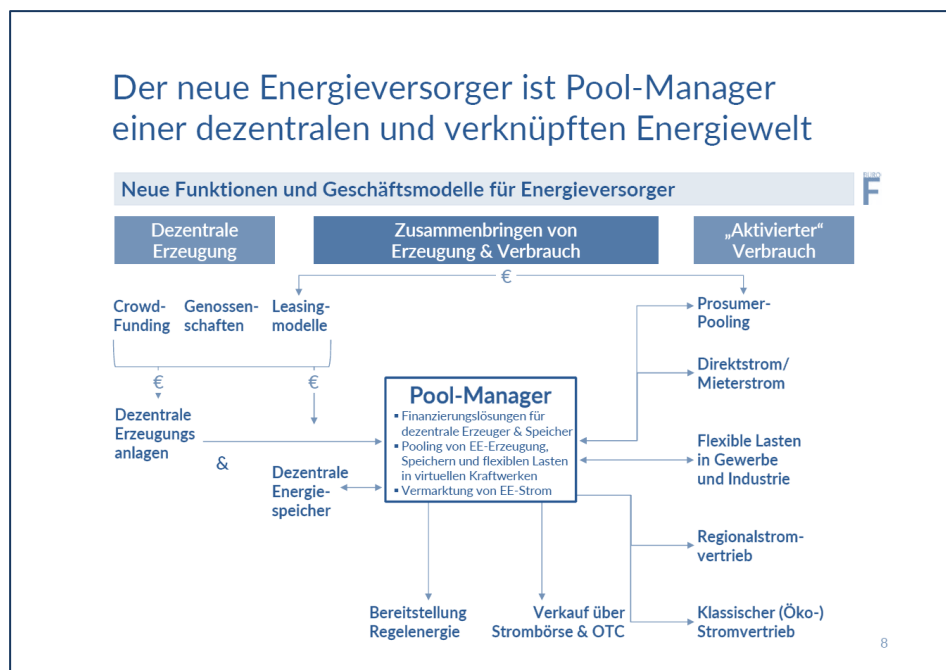 Der neue Energieversorger ist Pool-Manager
einer dezentralen und verknüpften Energiewelt
Neue Funktionen und Geschäftsmodelle für Energieversorger
BÜRO
F
Dezentrale
Erzeugung
Zusammenbringen von
Erzeugung & Verbrauch
„Aktivierter“
Verbrauch
€
Crowd-
Funding
Genossen-
schaften
Leasing-
modelle
Prosumer-
Pooling
€
€
Direktstrom/
Mieterstrom
Dezentrale
Erzeugungs
anlagen
&
Dezentrale
Energie-
speicher
Pool-Manager
▪ Finanzierungslösungen für
dezentrale Erzeuger & Speicher
▪ Pooling von EE-Erzeugung,
Speichern und flexiblen Lasten
in virtuellen Kraftwerken
▪ Vermarktung von EE-Strom
Flexible Lasten
in Gewerbe
und Industrie
Regionalstrom-
vertrieb
Bereitstellung
Regelenergie
Verkauf über
Strombörse & OTC
Klassischer (Öko-)
Stromvertrieb
8